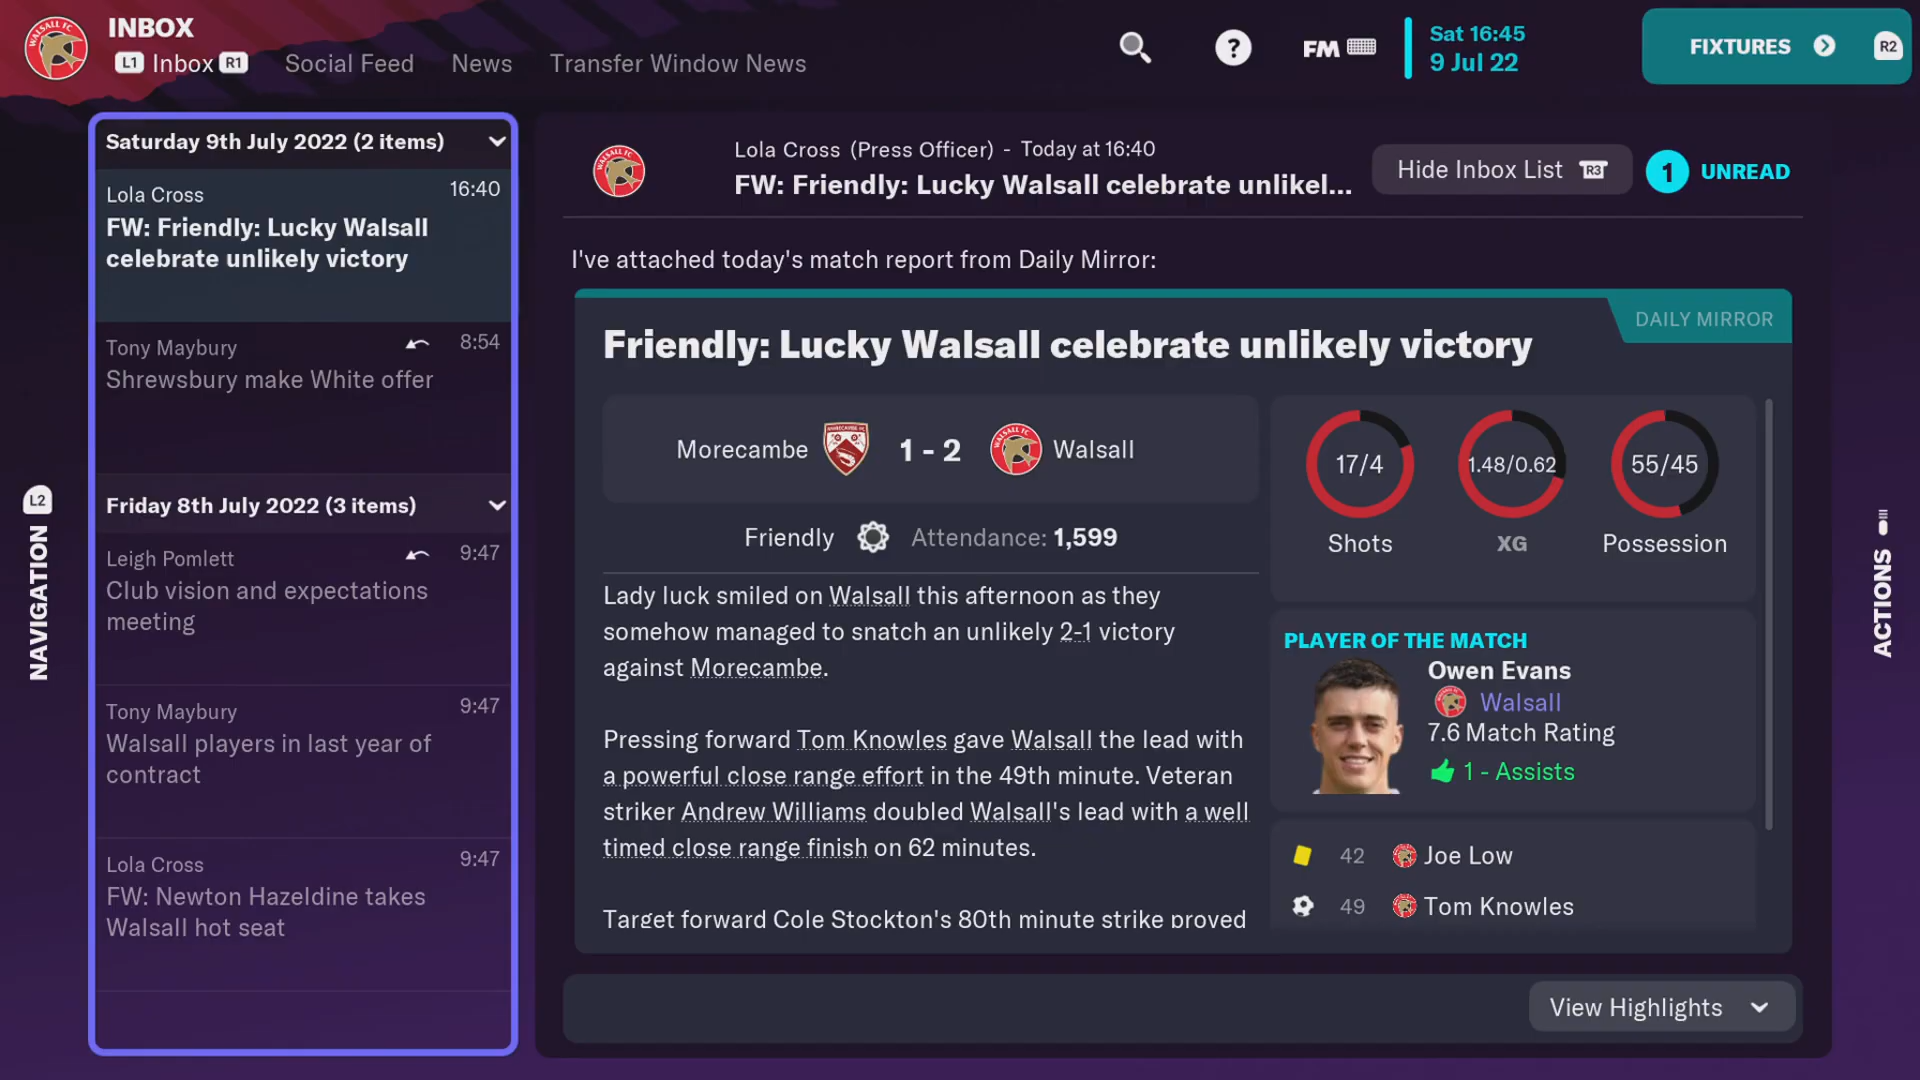 INBOX
L1 Inbox R1 Social Feed News Transfer Window News
FM
Sat 16:45
9 Jul 22
FIXTURES R2
Saturday 9th July 2022 (2 items)
Lola Cross 16:40
FW: Friendly: Lucky Walsall
celebrate unlikely victory
Tony Maybury 8:54
Shrewsbury make White offer
Friday 8th July 2022 (3 items)
Leigh Pomlett 9:47
Club vision and expectations
meeting
Tony Maybury 9:47
Walsall players in last year of
contract
Lola Cross 9:47
FW: Newton Hazeldine takes
Walsall hot seat
L2
NAVIGATION
Lola Cross (Press Officer) - Today at 16:40
FW: Friendly: Lucky Walsall celebrate unlikel...
Hide Inbox List R3
1 UNREAD
I've attached today's match report from Daily Mirror:
DAILY MIRROR
Friendly: Lucky Walsall celebrate unlikely victory
Morecambe 1 - 2 Walsall
Friendly Attendance: 1,599
Lady luck smiled on Walsall this afternoon as they
somehow managed to snatch an unlikely 2-1 victory
against Morecambe.
Pressing forward Tom Knowles gave Walsall the lead with
a powerful close range effort in the 49th minute. Veteran
striker Andrew Williams doubled Walsall's lead with a well
timed close range finish on 62 minutes.
Target forward Cole Stockton's 80th minute strike proved
17/4 1.48/0.62 55/45
Shots XG Possession
PLAYER OF THE MATCH
Owen Evans
Walsall
7.6 Match Rating
1 - Assists
42 Joe Low
49 Tom Knowles
View Highlights
ACTIONS